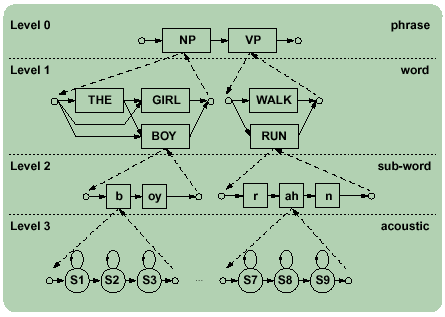 Level 0 phrase
NP VP
Level 1 word
THE GIRL WALK
BOY RUN
Level 2 sub-word
b oy r ah n
Level 3 acoustic
S1 S2 S3 ... S7 S8 S9